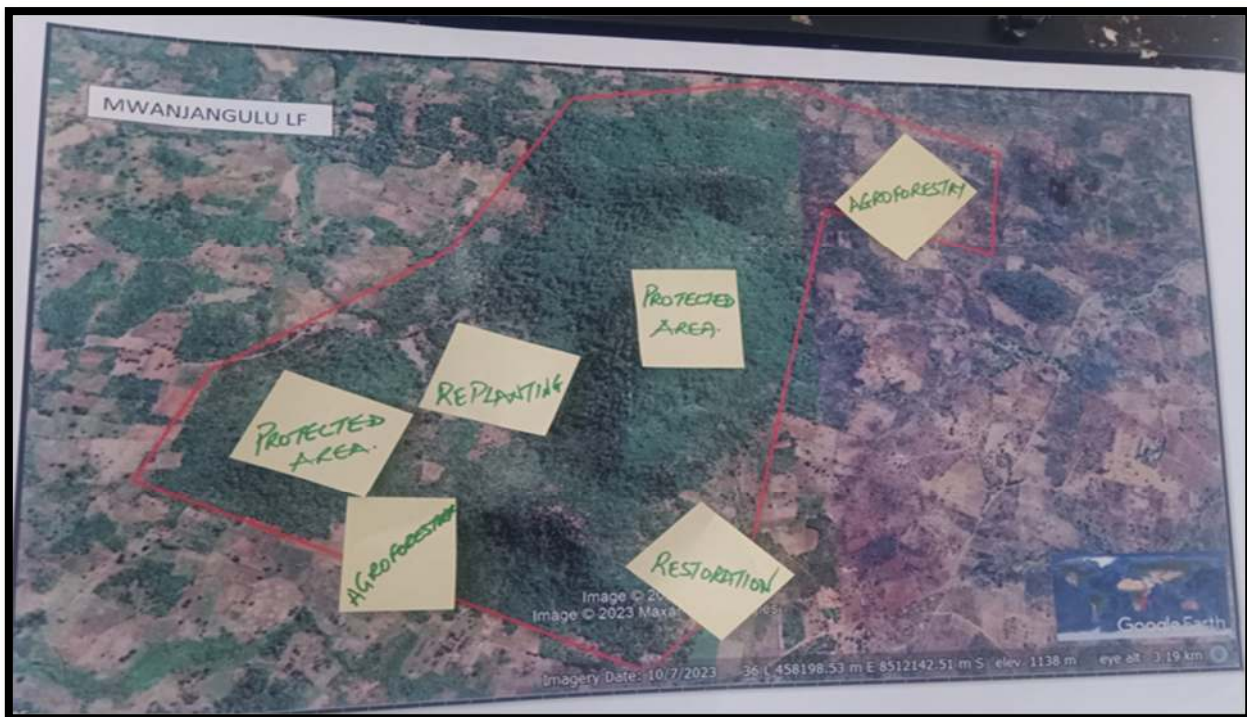 MWANJANGULU LF
AGROFORESTRY
PROTECTED
AREA.
REPLANTING
PROTECTED
AREA.
AGROFORESTRY
RESTORATION
Image ©
Image © 2023
Google Earth
Imagery Date: 10/7/2023 36 L 458198.53 m E 8512142.51 m S elev 1138 m eye alt 3.19 km